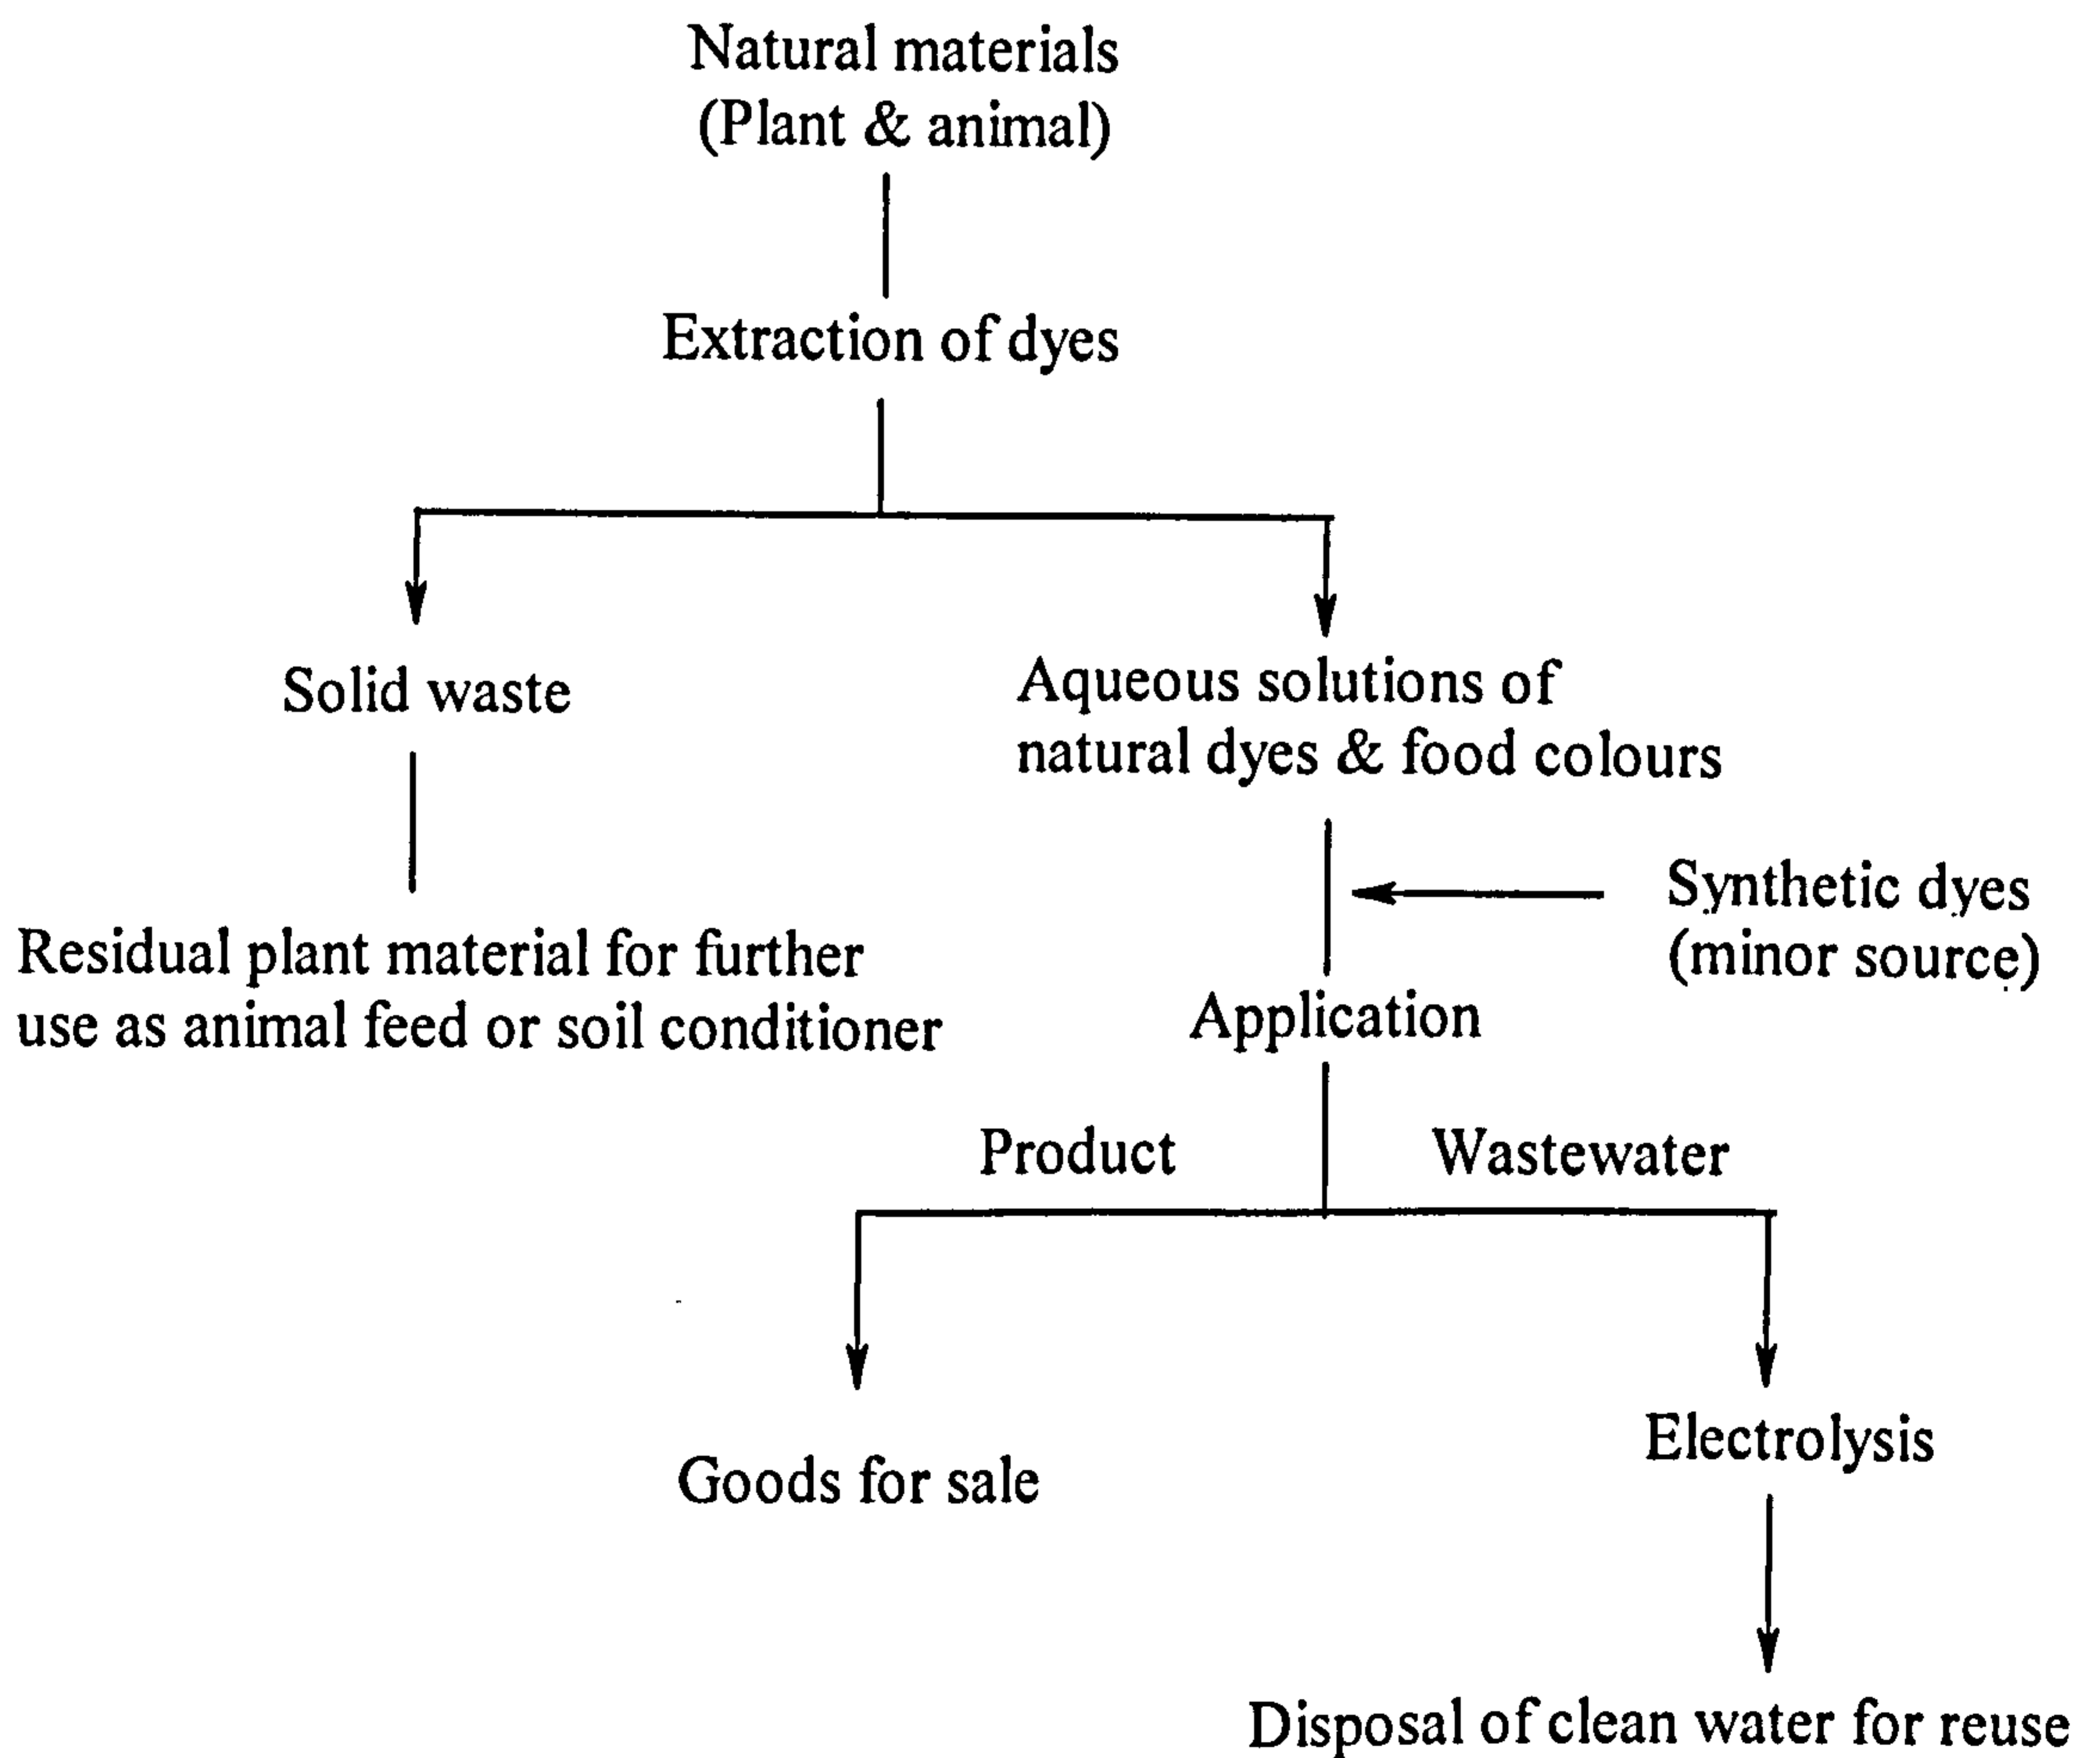 Natural materials
(Plant & animal)
Extraction of dyes
Solid waste
Aqueous solutions of
natural dyes & food colours
Synthetic dyes
(minor source)
Residual plant material for further
use as animal feed or soil conditioner
Application
Product
Wastewater
Goods for sale
Electrolysis
Disposal of clean water for reuse